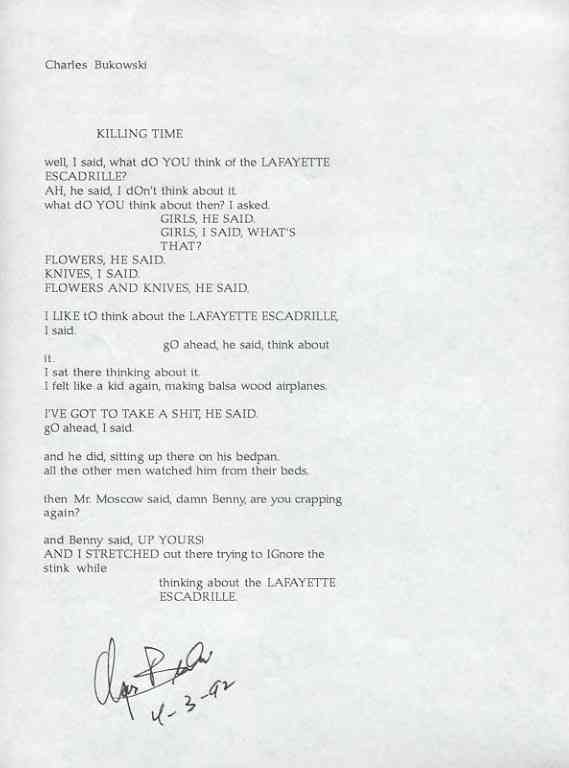 Charles Bukowski
KILLING TIME
well, I said, what dO YOU think of the LAFAYETTE
ESCADRILLE?
AH, he said, I dOn't think about it.
what dO YOU think about then? I asked.
GIRLS, HE SAID.
GIRLS, I SAID, WHAT'S
THAT?
FLOWERS, HE SAID.
KNIVES, I SAID.
FLOWERS AND KNIVES, HE SAID.
I LIKE tO think about the LAFAYETTE ESCADRILLE,
I said.
gO ahead, he said, think about
it.
I sat there thinking about it.
I felt like a kid again, making balsa wood airplanes.
I'VE GOT TO TAKE A SHIT, HE SAID.
gO ahead, I said.
and he did, sitting up there on his bedpan.
all the other men watched him from their beds.
then Mr. Moscow said, damn Benny, are you crapping
again?
and Benny said, UP YOURS!
AND I STRETCHED out there trying to IGnore the
stink while
thinking about the LAFAYETTE
ESCADRILLE.
4-3-92